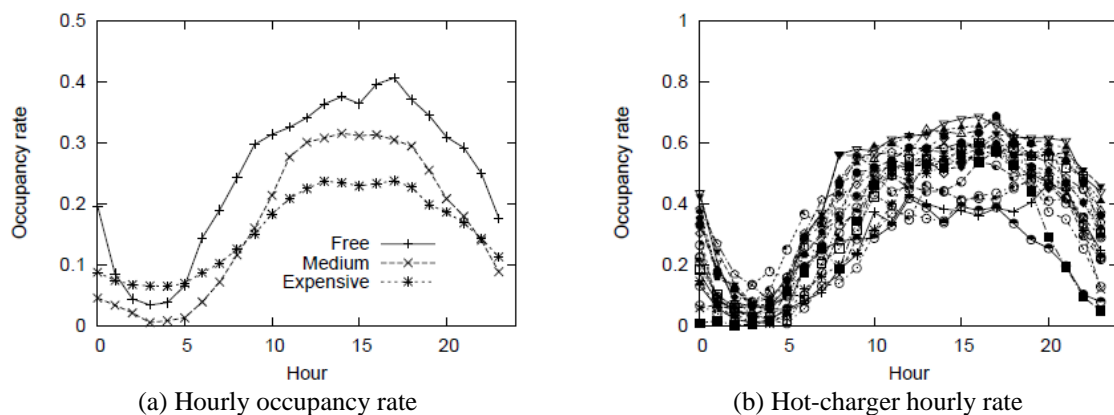 0.5
0.4
0.3
0.2
0.1
0
0 5 10 15 20
Occupancy rate
Hour
Free
Medium
Expensive
(a) Hourly occupancy rate
1
0.8
0.6
0.4
0.2
0
0 5 10 15 20
Occupancy rate
Hour
(b) Hot-charger hourly rate